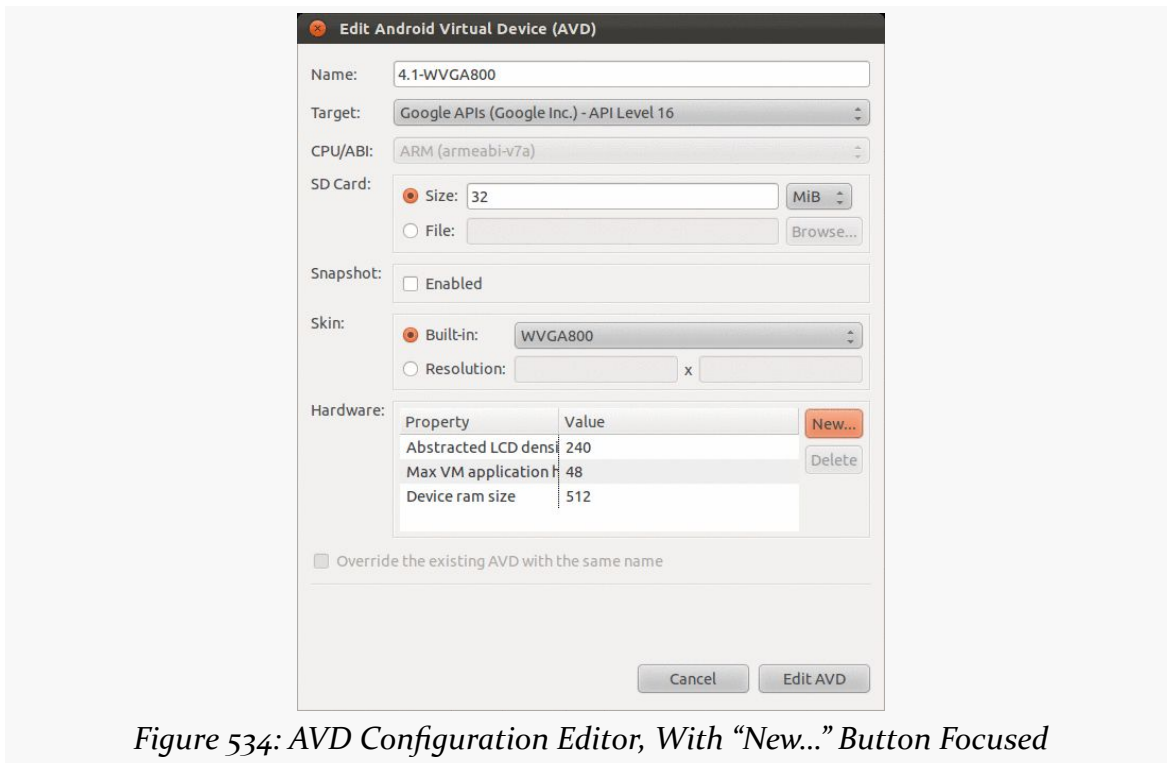 Edit Android Virtual Device (AVD)
Name: 4.1-WVGA800
Target: Google APIs (Google Inc.) - API Level 16
CPU/ABI: ARM (armeabi-v7a)
SD Card:
Size: 32 MiB
File: Browse...
Snapshot:
Enabled
Skin:
Built-in: WVGA800
Resolution: x
Hardware:
Property Value New...
Abstracted LCD densi 240
Delete
Max VM application h 48
Device ram size 512
Override the existing AVD with the same name
Cancel Edit AVD
Figure 534: AVD Configuration Editor, With “New...” Button Focused